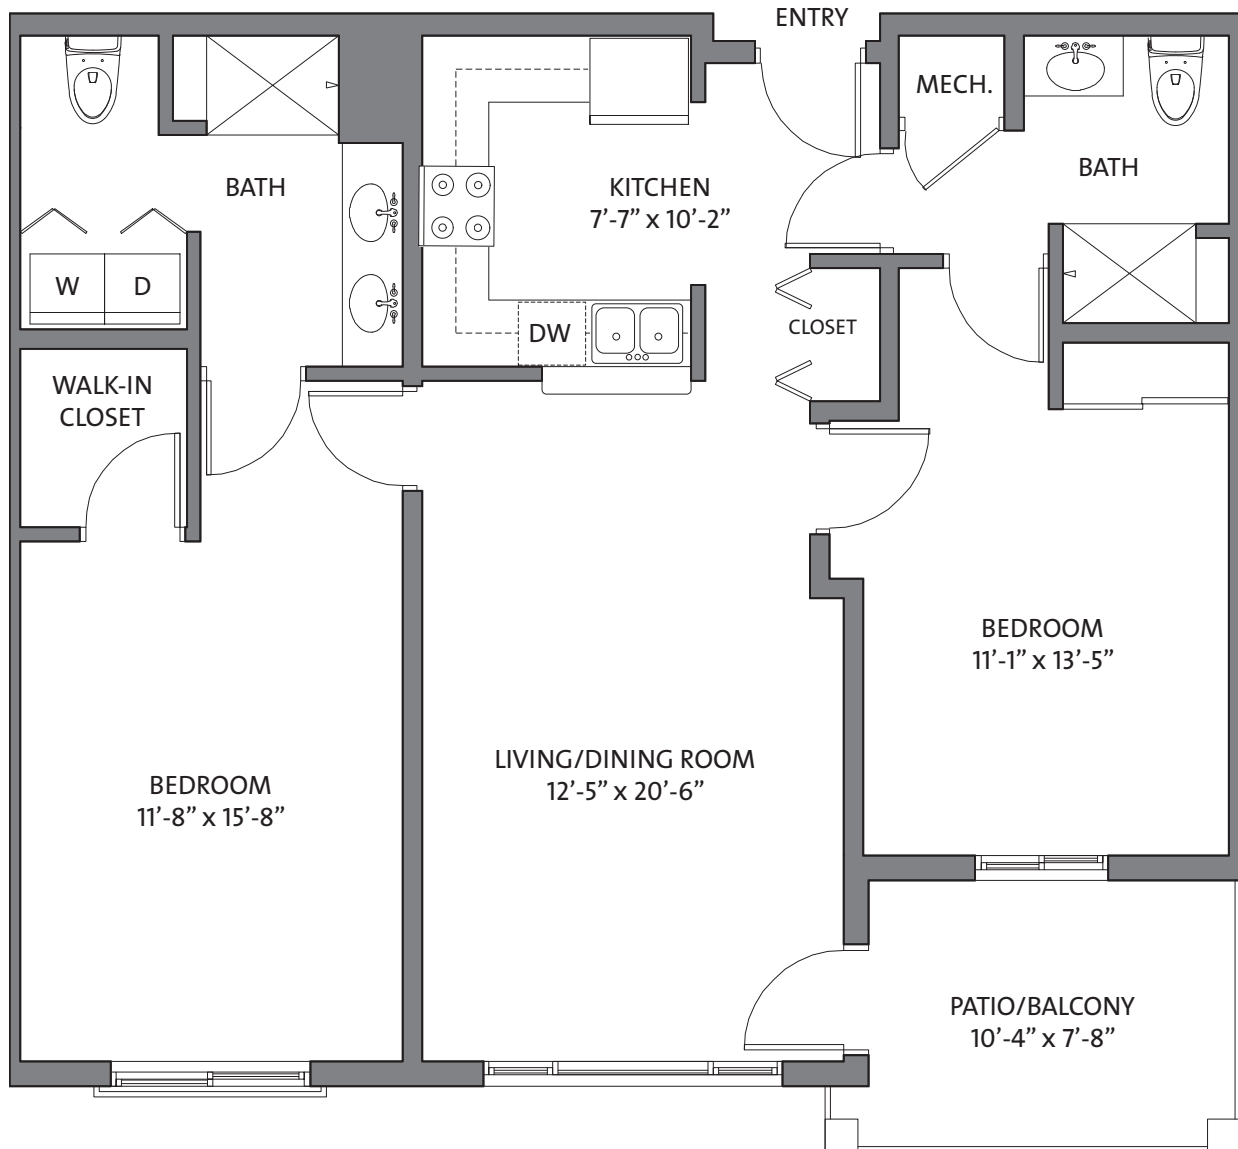 ENTRY
MECH.
BATH
BATH
KITCHEN
7’-7” x 10’-2”
W
D
DW
CLOSET
WALK-IN
CLOSET
BEDROOM
11’-1” x 13’-5”
LIVING/DINING ROOM
12’-5” x 20’-6”
BEDROOM
11’-8” x 15’-8”
PATIO/BALCONY
10’-4” x 7’-8”